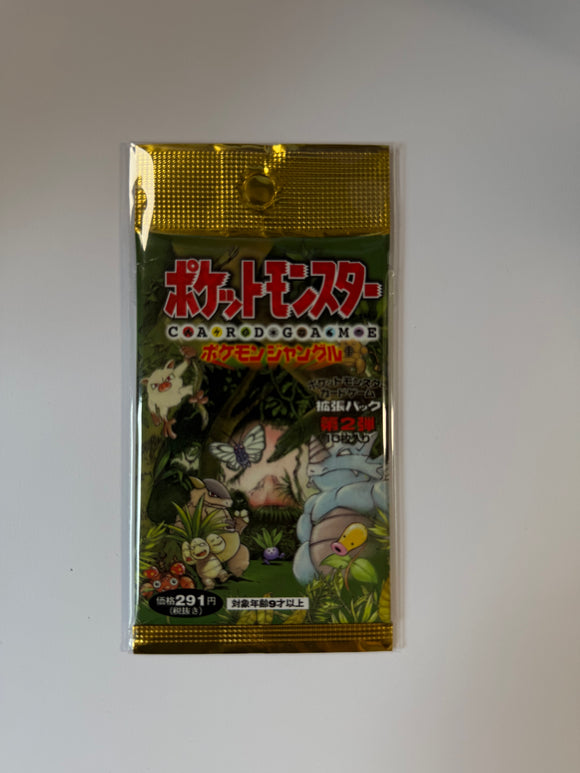 ポケットモンスター
CARDGAME
ポケモンジャングル
ポケットモンスター
カードゲーム
拡張パック
第2弾
10枚入り
価格291円
(税抜き)
対象年齢9才以上